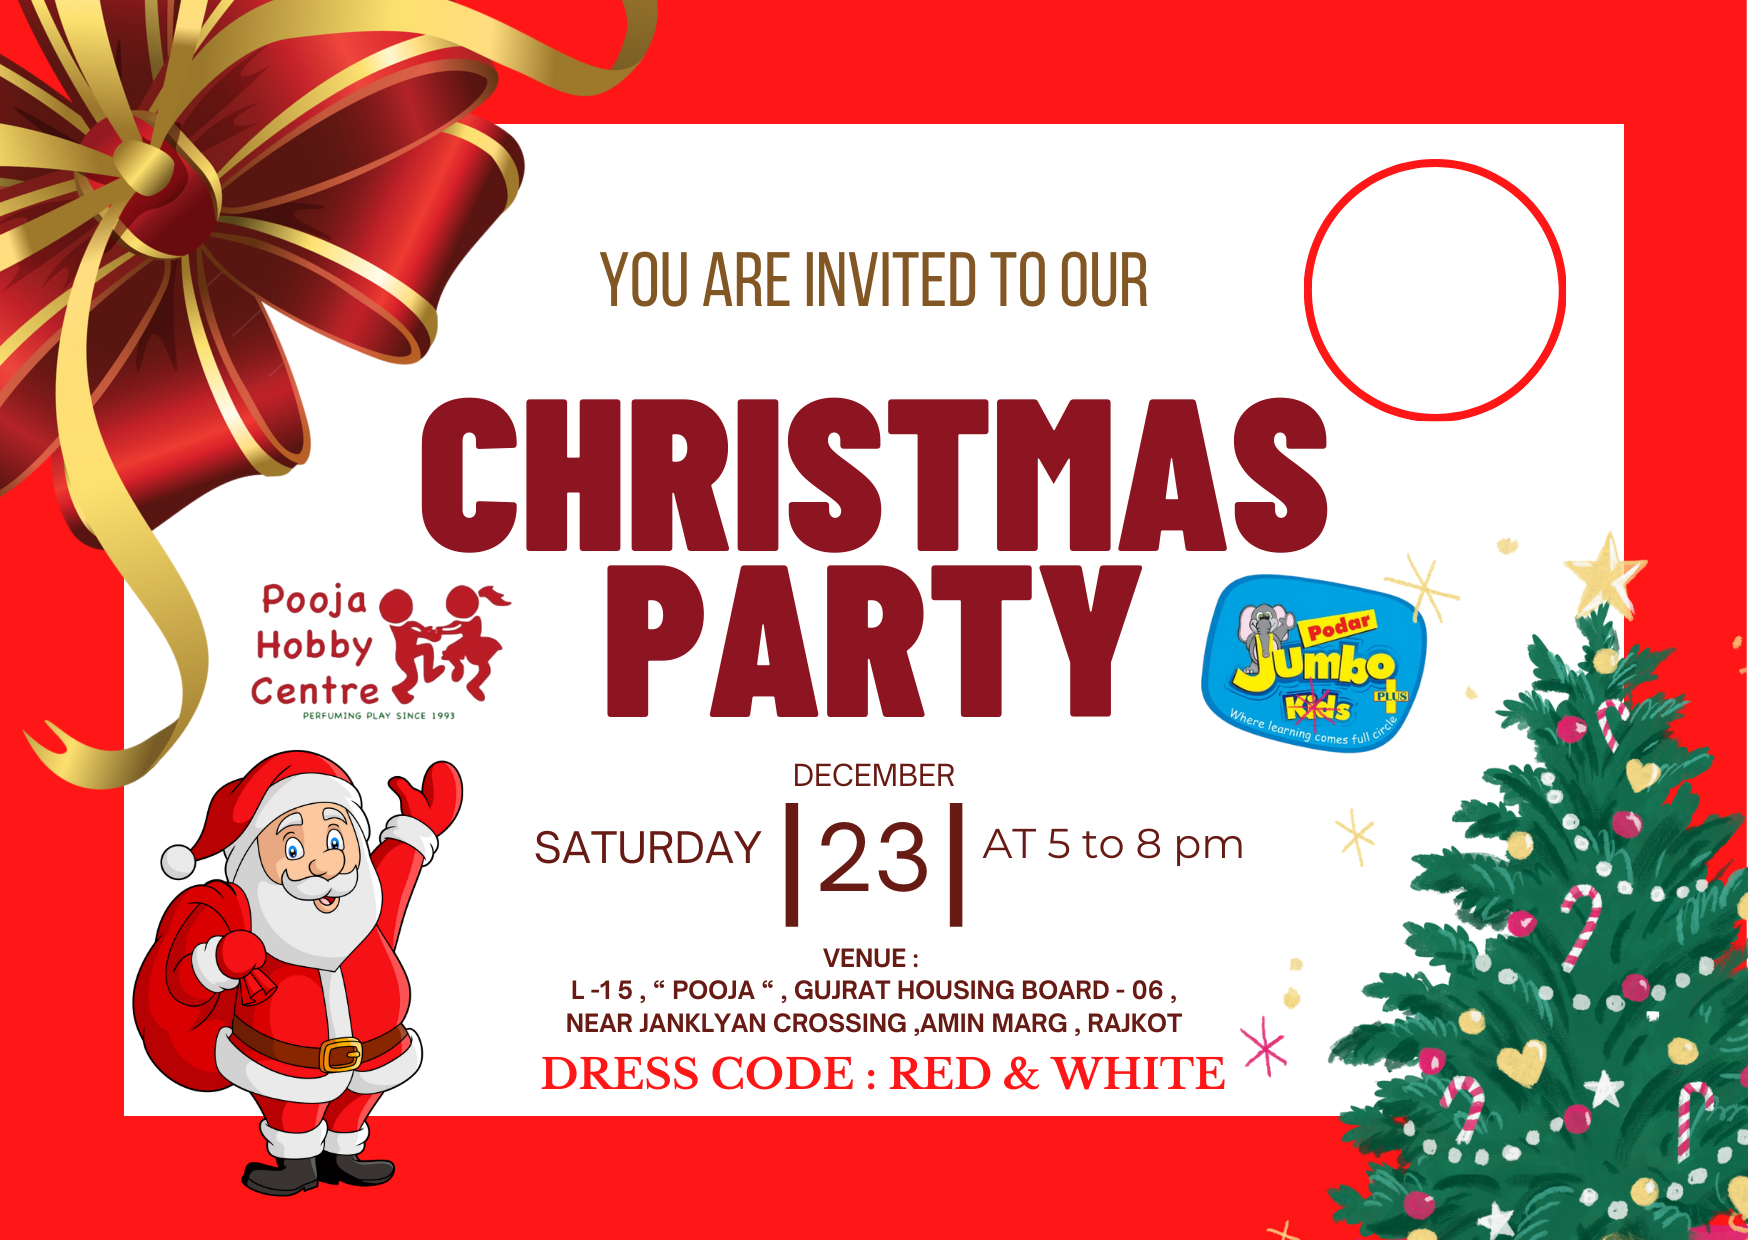 YOU ARE INVITED TO OUR
CHRISTMAS
PARTY
Pooja
Hobby
Centre
PERFUMING PLAY SINCE 1993
Podar
Jumbo
Kids
PLUS
Where learning comes full circle
DECEMBER
SATURDAY |23| AT 5 to 8 pm
VENUE :
L -1 5 , “ POOJA “ , GUJRAT HOUSING BOARD - 06 ,
NEAR JANKLYAN CROSSING ,AMIN MARG , RAJKOT
DRESS CODE : RED & WHITE